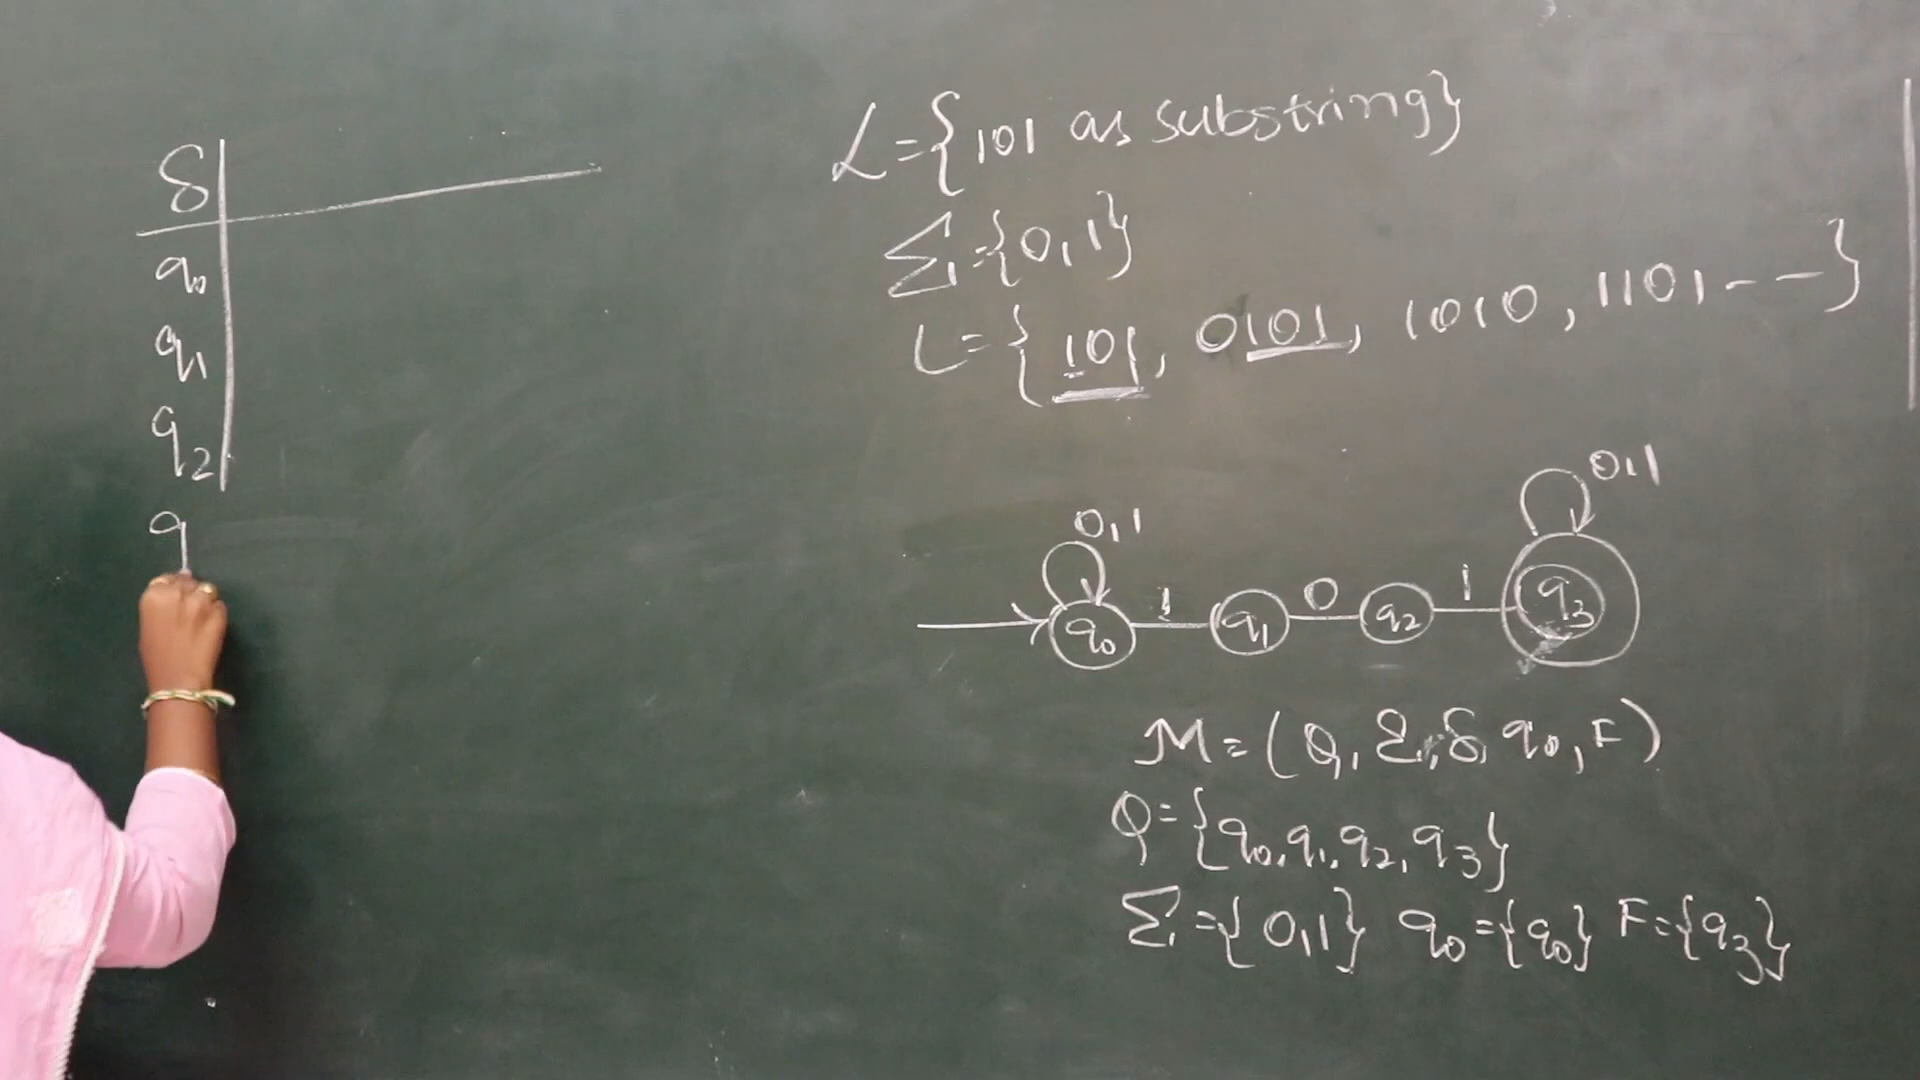 δ
q0
q1
q2
q
L={101 as substring}
Σ={0,1}
L={101, 0101, 1010, 1101--}
0,1
0,1
q0 1 q1 0 q2 1 q3
M=(Q,Σ,δ,q0,F)
Q={q0,q1,q2,q3}
Σ={0,1} q0={q0} F={q3}